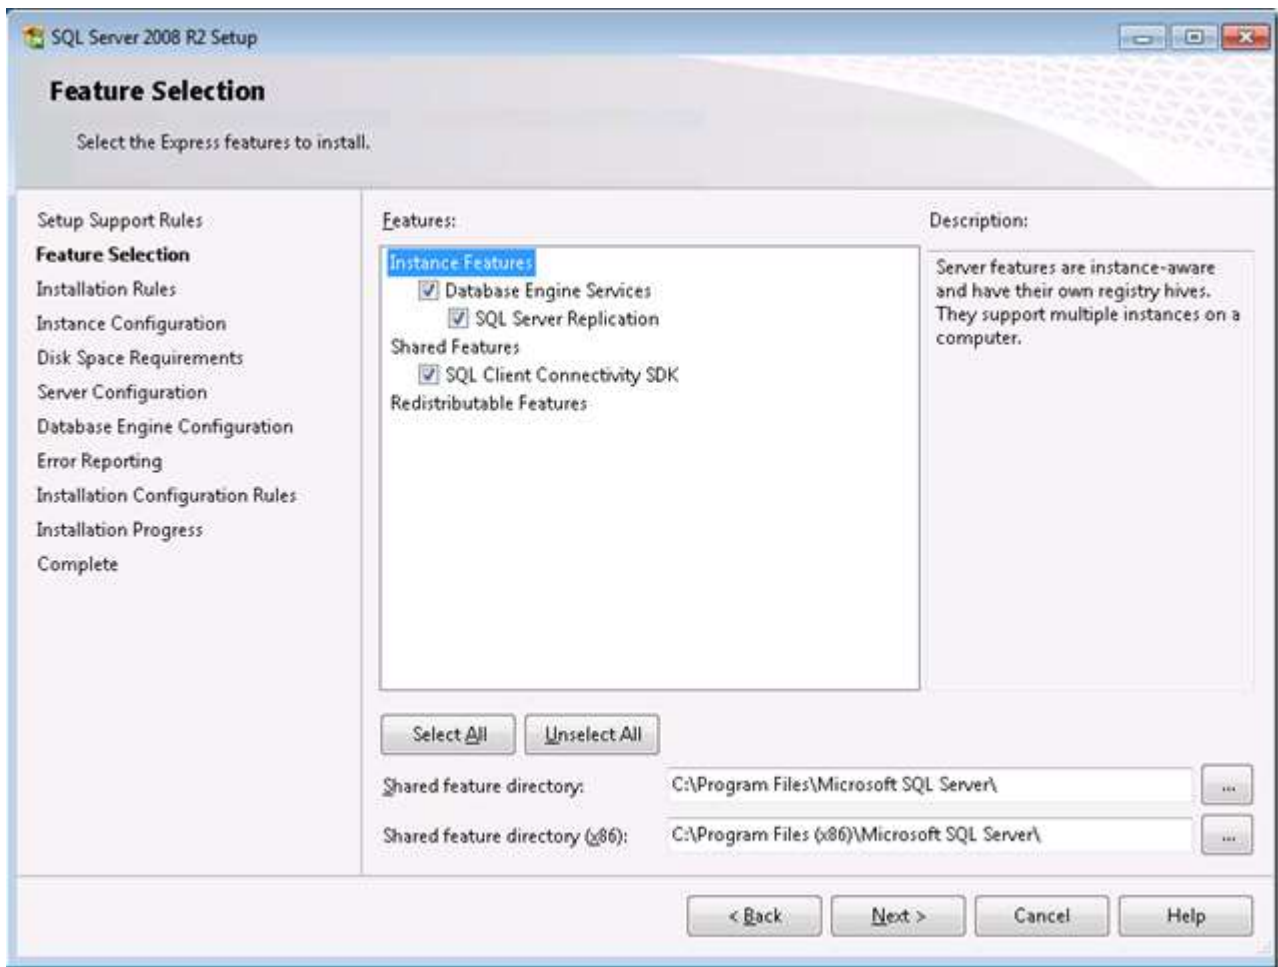 SQL Server 2008 R2 Setup
Feature Selection
Select the Express features to install.
Setup Support Rules
Feature Selection
Installation Rules
Instance Configuration
Disk Space Requirements
Server Configuration
Database Engine Configuration
Error Reporting
Installation Configuration Rules
Installation Progress
Complete
Features:
Instance Features
Database Engine Services
SQL Server Replication
Shared Features
SQL Client Connectivity SDK
Redistributable Features
Description:
Server features are instance-aware
and have their own registry hives.
They support multiple instances on a
computer.
Select All
Unselect All
Shared feature directory:
C:\Program Files\Microsoft SQL Server\
...
Shared feature directory (x86):
C:\Program Files (x86)\Microsoft SQL Server\
...
< Back
Next >
Cancel
Help